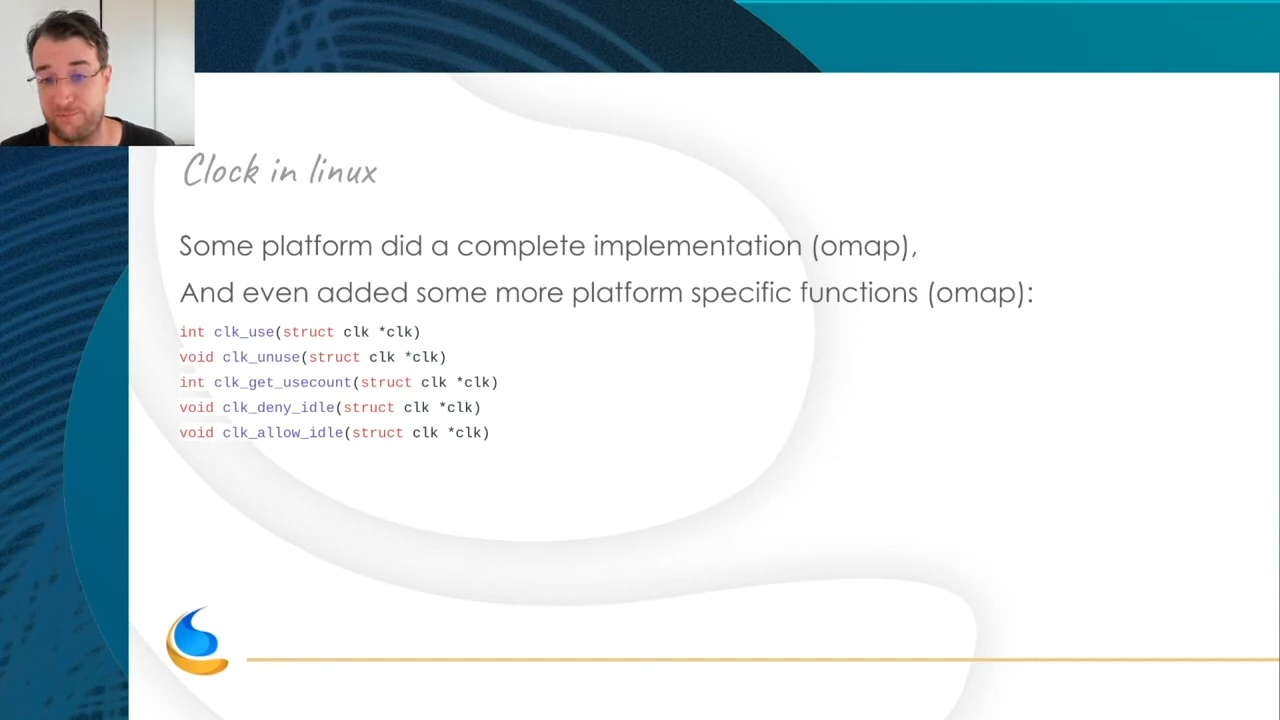 Clock in linux
Some platform did a complete implementation (omap),
And even added some more platform specific functions (omap):
int clk_use(struct clk *clk)
void clk_unuse(struct clk *clk)
int clk_get_usecount(struct clk *clk)
void clk_deny_idle(struct clk *clk)
void clk_allow_idle(struct clk *clk)